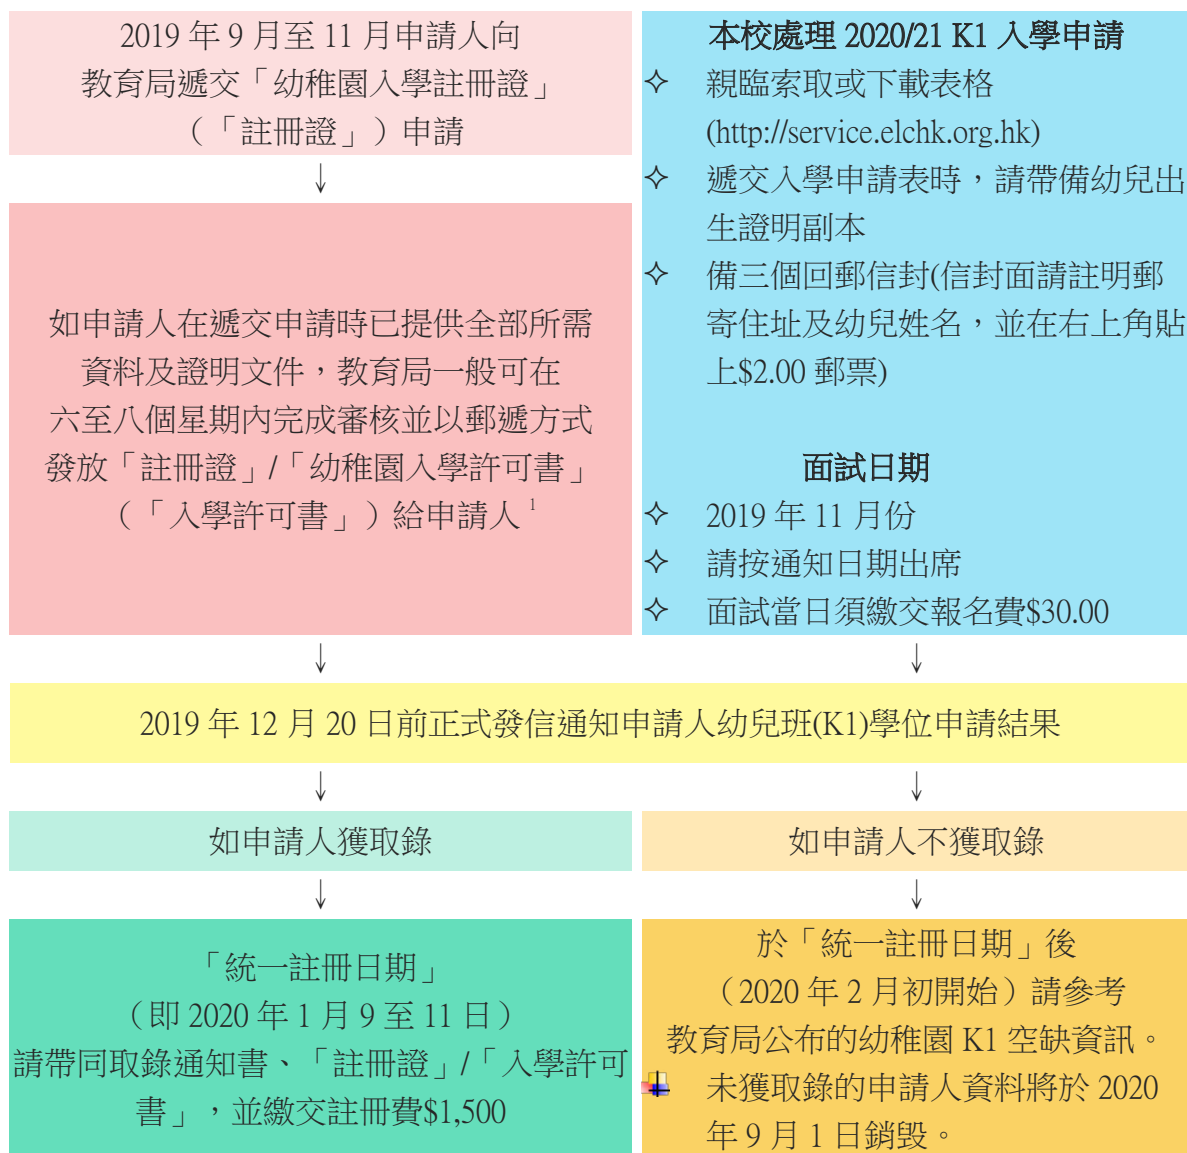 2019 年 9 月至 11 月申請人向
教育局遞交「幼稚園入學註冊證」
（「註冊證」）申請
↓
如申請人在遞交申請時已提供全部所需
資料及證明文件，教育局一般可在
六至八個星期內完成審核並以郵遞方式
發放「註冊證」/「幼稚園入學許可書」
（「入學許可書」）給申請人 1
↓
本校處理 2020/21 K1 入學申請
✧ 親臨索取或下載表格
(http://service.elchk.org.hk)
✧ 遞交入學申請表時，請帶備幼兒出
生證明副本
✧ 備三個回郵信封(信封面請註明郵
寄住址及幼兒姓名，並在右上角貼
上$2.00 郵票)
面試日期
✧ 2019 年 11 月份
✧ 請按通知日期出席
✧ 面試當日須繳交報名費$30.00
↓
2019 年 12 月 20 日前正式發信通知申請人幼兒班(K1)學位申請結果
↓
如申請人獲取錄
↓
「統一註冊日期」
（即 2020 年 1 月 9 至 11 日）
請帶同取錄通知書、「註冊證」/「入學許可
書」，並繳交註冊費$1,500
↓
如申請人不獲取錄
↓
於「統一註冊日期」後
（2020 年 2 月初開始）請參考
教育局公布的幼稚園 K1 空缺資訊。
未獲取錄的申請人資料將於 2020
年 9 月 1 日銷毀。